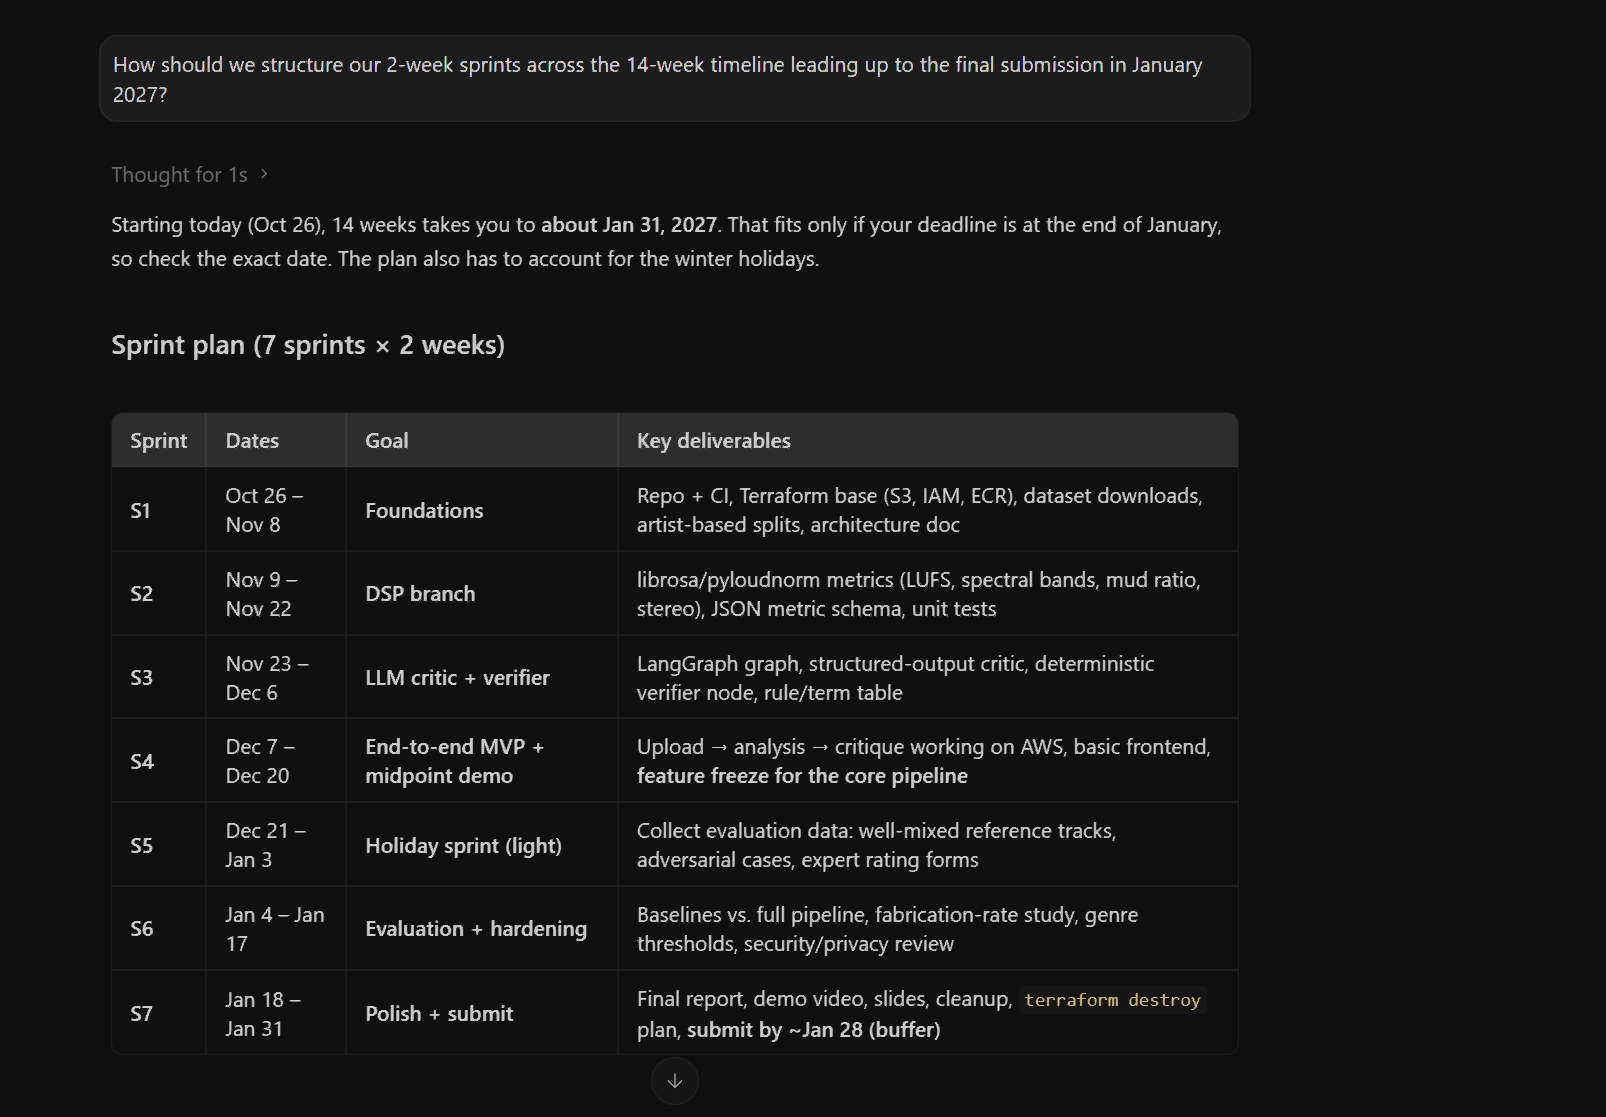 How should we structure our 2-week sprints across the 14-week timeline leading up to the final submission in January
2027?
Thought for 1s
Starting today (Oct 26), 14 weeks takes you to about Jan 31, 2027. That fits only if your deadline is at the end of January,
so check the exact date. The plan also has to account for the winter holidays.
Sprint plan (7 sprints × 2 weeks)
Sprint Dates Goal Key deliverables
S1
Oct 26 –
Nov 8
Foundations
Repo + CI, Terraform base (S3, IAM, ECR), dataset downloads,
artist-based splits, architecture doc
S2
Nov 9 –
Nov 22
DSP branch
librosa/pyloudnorm metrics (LUFS, spectral bands, mud ratio,
stereo), JSON metric schema, unit tests
S3
Nov 23 –
Dec 6
LLM critic + verifier
LangGraph graph, structured-output critic, deterministic
verifier node, rule/term table
S4
Dec 7 –
Dec 20
End-to-end MVP +
midpoint demo
Upload → analysis → critique working on AWS, basic frontend,
feature freeze for the core pipeline
S5
Dec 21 –
Jan 3
Holiday sprint (light)
Collect evaluation data: well-mixed reference tracks,
adversarial cases, expert rating forms
S6
Jan 4 – Jan
17
Evaluation + hardening
Baselines vs. full pipeline, fabrication-rate study, genre
thresholds, security/privacy review
S7
Jan 18 –
Jan 31
Polish + submit
Final report, demo video, slides, cleanup, terraform destroy
plan, submit by ~Jan 28 (buffer)